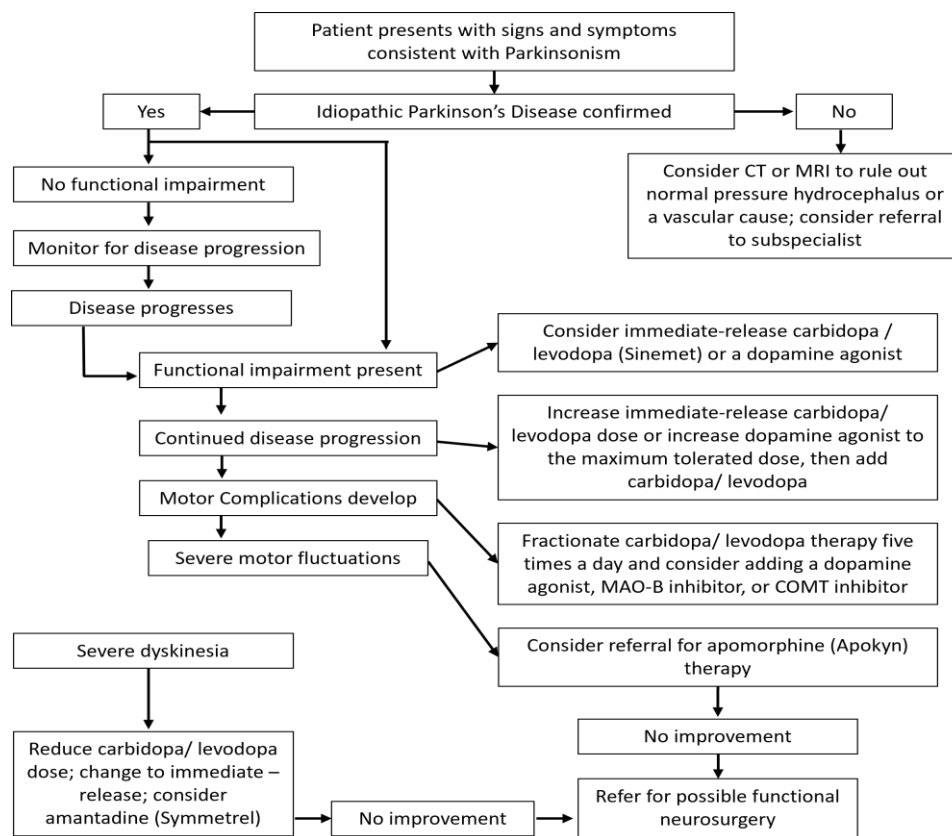 Patient presents with signs and symptoms
consistent with Parkinsonism
Yes
Idiopathic Parkinson's Disease confirmed
No
No functional impairment
Consider CT or MRI to rule out
normal pressure hydrocephalus or
a vascular cause; consider referral
to subspecialist
Monitor for disease progression
Disease progresses
Functional impairment present
Consider immediate-release carbidopa /
levodopa (Sinemet) or a dopamine agonist
Continued disease progression
Increase immediate-release carbidopa/
levodopa dose or increase dopamine agonist to
the maximum tolerated dose, then add
carbidopa/ levodopa
Motor Complications develop
Fractionate carbidopa/ levodopa therapy five
times a day and consider adding a dopamine
agonist, MAO-B inhibitor, or COMT inhibitor
Severe motor fluctuations
Consider referral for apomorphine (Apokyn)
therapy
No improvement
Severe dyskinesia
Reduce carbidopa/ levodopa
dose; change to immediate –
release; consider
amantadine (Symmetrel)
No improvement
Refer for possible functional
neurosurgery